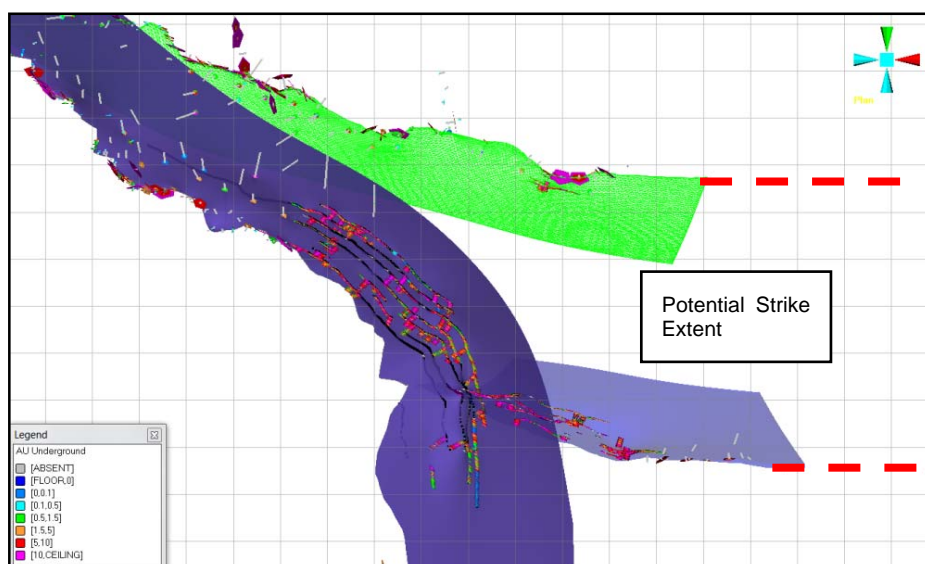 Plan
Potential Strike
Extent
Legend
AU Underground
[ABSENT]
[FLOOR,0]
[0,0.1]
[0.1,0.5]
[0.5,1.5]
[1.5,5]
[5,10]
[10,CEILING]